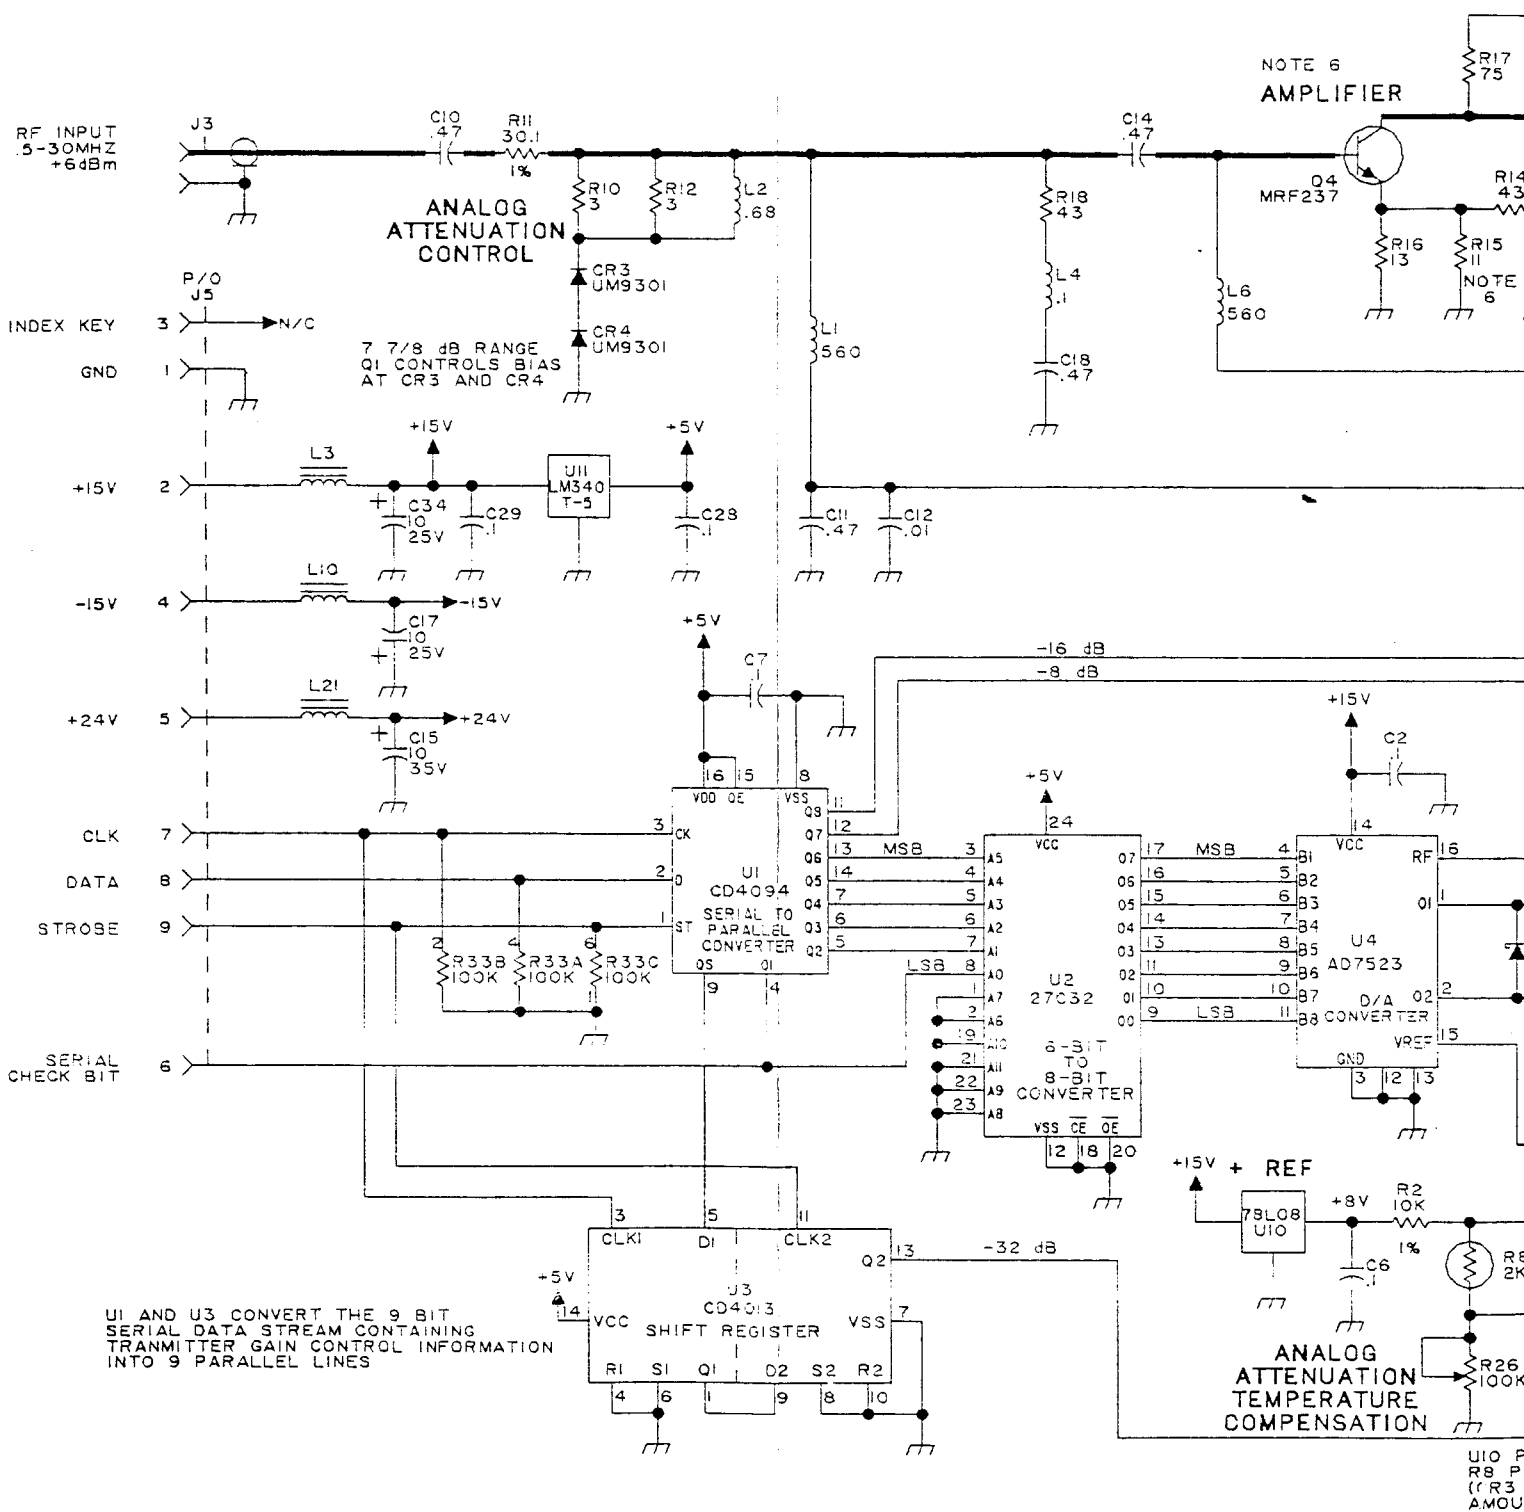 NOTE 6
AMPLIFIER
R17
75
RF INPUT
.5-30MHZ
+6dBm
J3
C10
.47
R11
30.1
1%
C14
.47
Q4
MRF237
R14
43
R10
3
R12
3
L2
.68
R18
43
R16
13
R15
11
NOTE
6
ANALOG
ATTENUATION
CONTROL
CR3
UM9301
CR4
UM9301
L4
.1
L6
560
L1
560
C18
.47
P/O
J5
INDEX KEY 3
N/C
GND 1
7 7/8 dB RANGE
Q1 CONTROLS BIAS
AT CR3 AND CR4
+15V
+5V
+15V 2
L3
C34
10
25V
C29
.1
U11
LM340
T-5
C28
.1
C11
.47
C12
.01
-15V 4
L10
-15V
C17
10
25V
+24V 5
L21
+24V
C15
10
35V
+5V
C7
.1
-16 dB
-8 dB
+15V
C2
.1
16 15 8
VDD OE VSS
CLK 7
DATA 8
STROBE 9
3 CK
2 D
1 ST
U1
CD4094
SERIAL TO
PARALLEL
CONVERTER
QS Q1
9 4
Q8 11
Q7 12
Q6 13 MSB
Q5 14
Q4 7
Q3 6
Q2 5
LSB
2 R33B
100K
4 R33A
100K
6 R33C
100K
1
+5V
24
VCC
3 A5
4 A4
5 A3
6 A2
7 A1
8 A0
1 A7
2 A6
19 A10
21 A11
22 A9
23 A8
U2
27C32
6-BIT
TO
8-BIT
CONVERTER
VSS CE OE
12 18 20
O7 17 MSB
O6 16
O5 15
O4 14
O3 13
O2 11
O1 10
O0 9 LSB
14
VCC
4 B1
5 B2
6 B3
7 B4
8 B5
9 B6
10 B7
11 B8
U4
AD7523
D/A
CONVERTER
RF 16
O1 1
O2 2
VREF 15
GND
3 12 13
SERIAL
CHECK BIT 6
3 5 11
CLK1 D1 CLK2
Q2 13
-32 dB
+5V
14
VCC
U3
CD4013
SHIFT REGISTER
VSS 7
R1 S1 Q1 D2 S2 R2
4 6 1 9 8 10
U1 AND U3 CONVERT THE 9 BIT
SERIAL DATA STREAM CONTAINING
TRANMITTER GAIN CONTROL INFORMATION
INTO 9 PARALLEL LINES
+15V
+ REF
78L08
U10
+8V
R2
10K
1%
C6
.1
R8
2K
R26
100K
ANALOG
ATTENUATION
TEMPERATURE
COMPENSATION
U10 P
R8 P
(CR3
AMOU